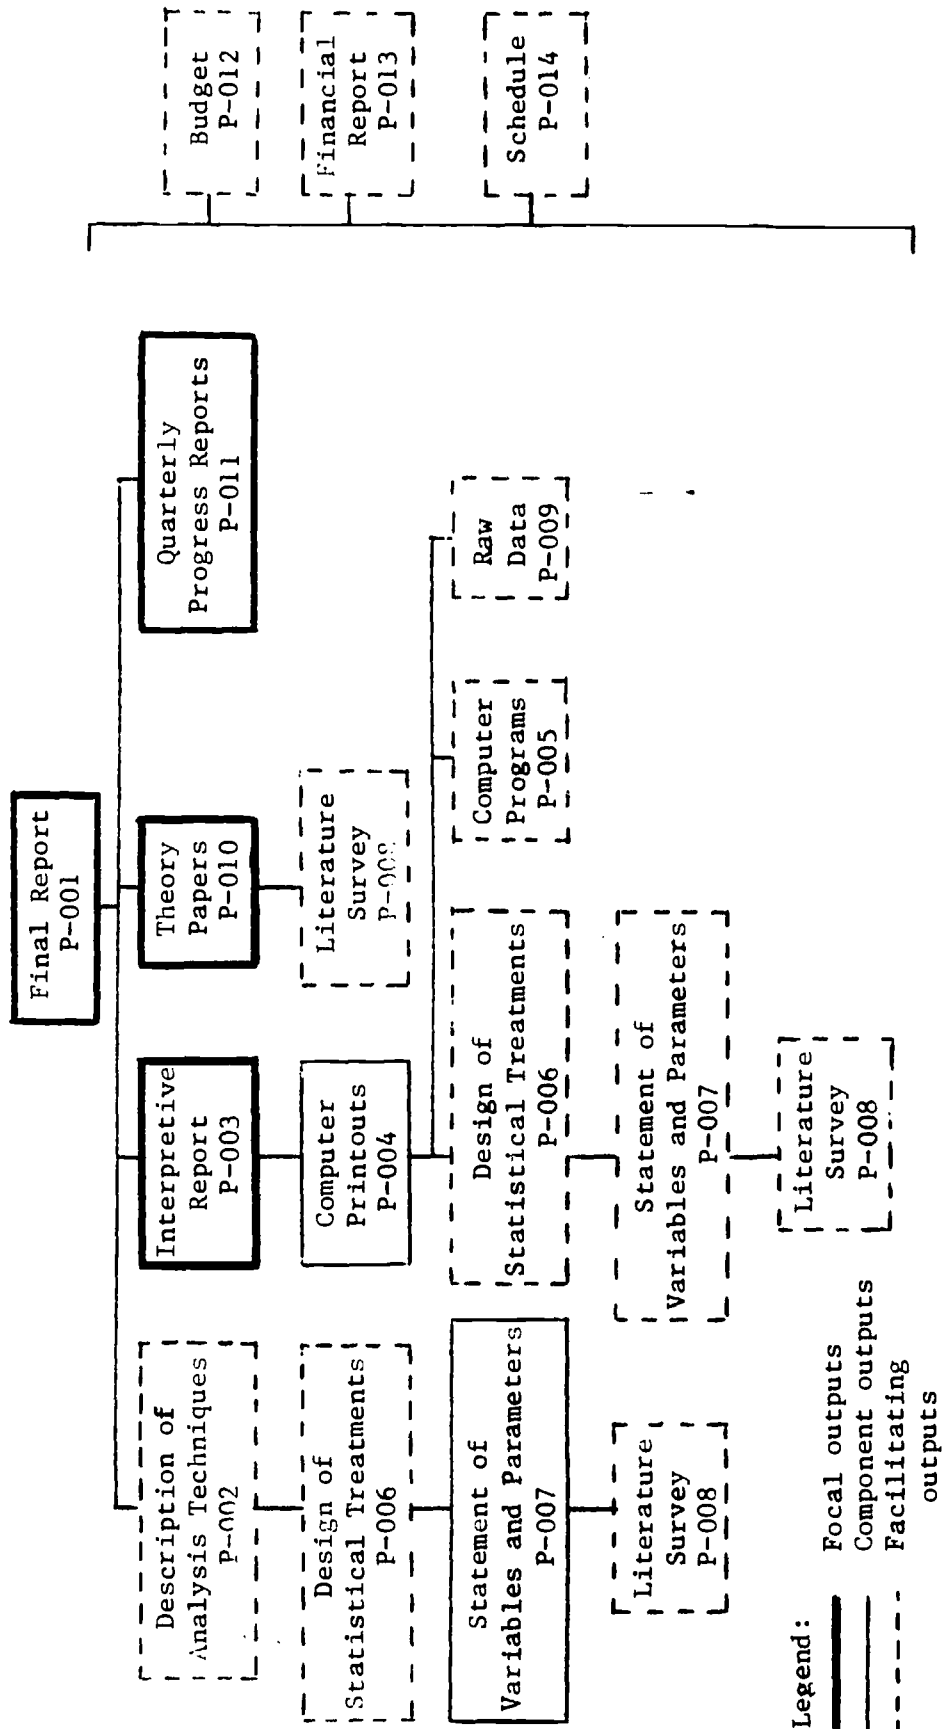 Final Report
P-001
Description of
Analysis Techniques
P-002
Interpretive
Report
P-003
Theory
Papers
P-010
Quarterly
Progress Reports
P-011
Design of
Statistical Treatments
P-006
Computer
Printouts
P-004
Literature
Survey
P-008
Statement of
Variables and Parameters
P-007
Design of
Statistical Treatments
P-006
Computer
Programs
P-005
Raw
Data
P-009
Literature
Survey
P-008
Statement of
Variables and Parameters
P-007
Literature
Survey
P-008
Budget
P-012
Financial
Report
P-013
Schedule
P-014
Legend:
Focal outputs
Component outputs
Facilitating
outputs